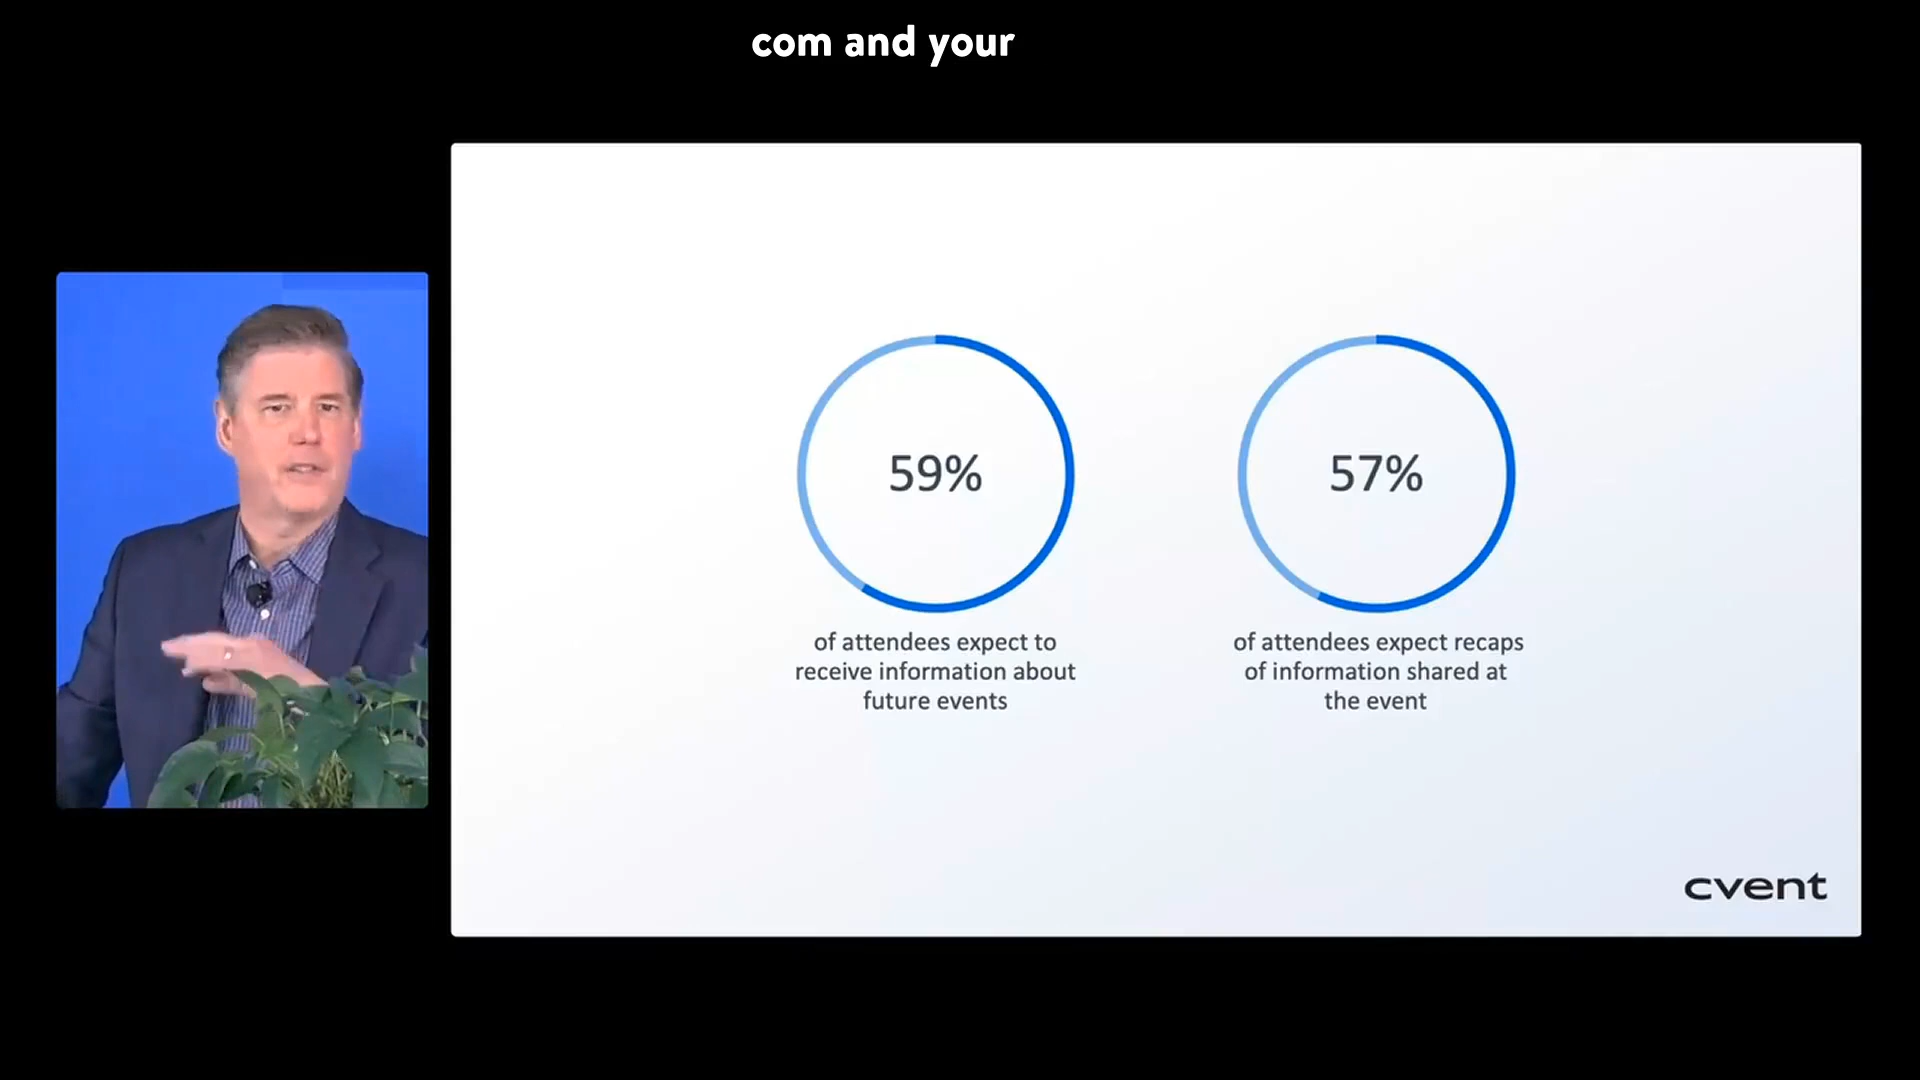 com and your
59%
of attendees expect to
receive information about
future events
57%
of attendees expect recaps
of information shared at
the event
cvent